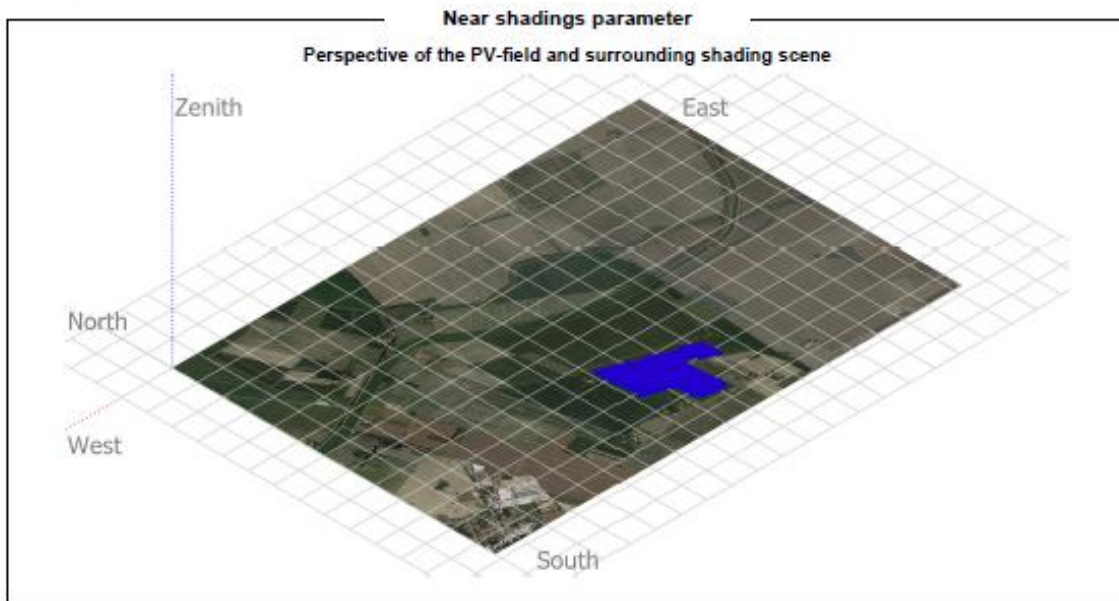 Near shadings parameter
Perspective of the PV-field and surrounding shading scene
Zenith
East
North
West
South